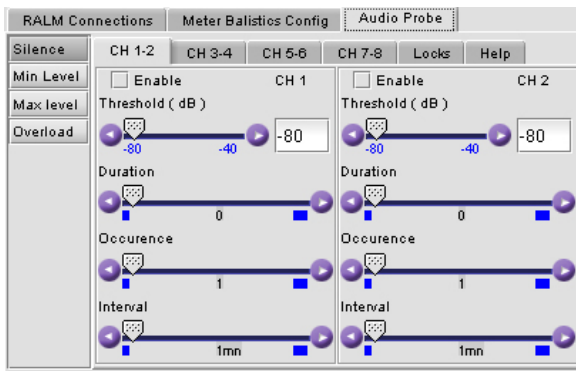 RALM Connections Meter Balistics Config Audio Probe
Silence CH 1-2 CH 3-4 CH 5-6 CH 7-8 Locks Help
Min Level Enable CH 1 Enable CH 2
Max level Threshold ( dB ) Threshold ( dB )
Overload -80 -80
-80 -40 -80 -40
Duration Duration
0 0
Occurence Occurence
1 1
Interval Interval
1mn 1mn